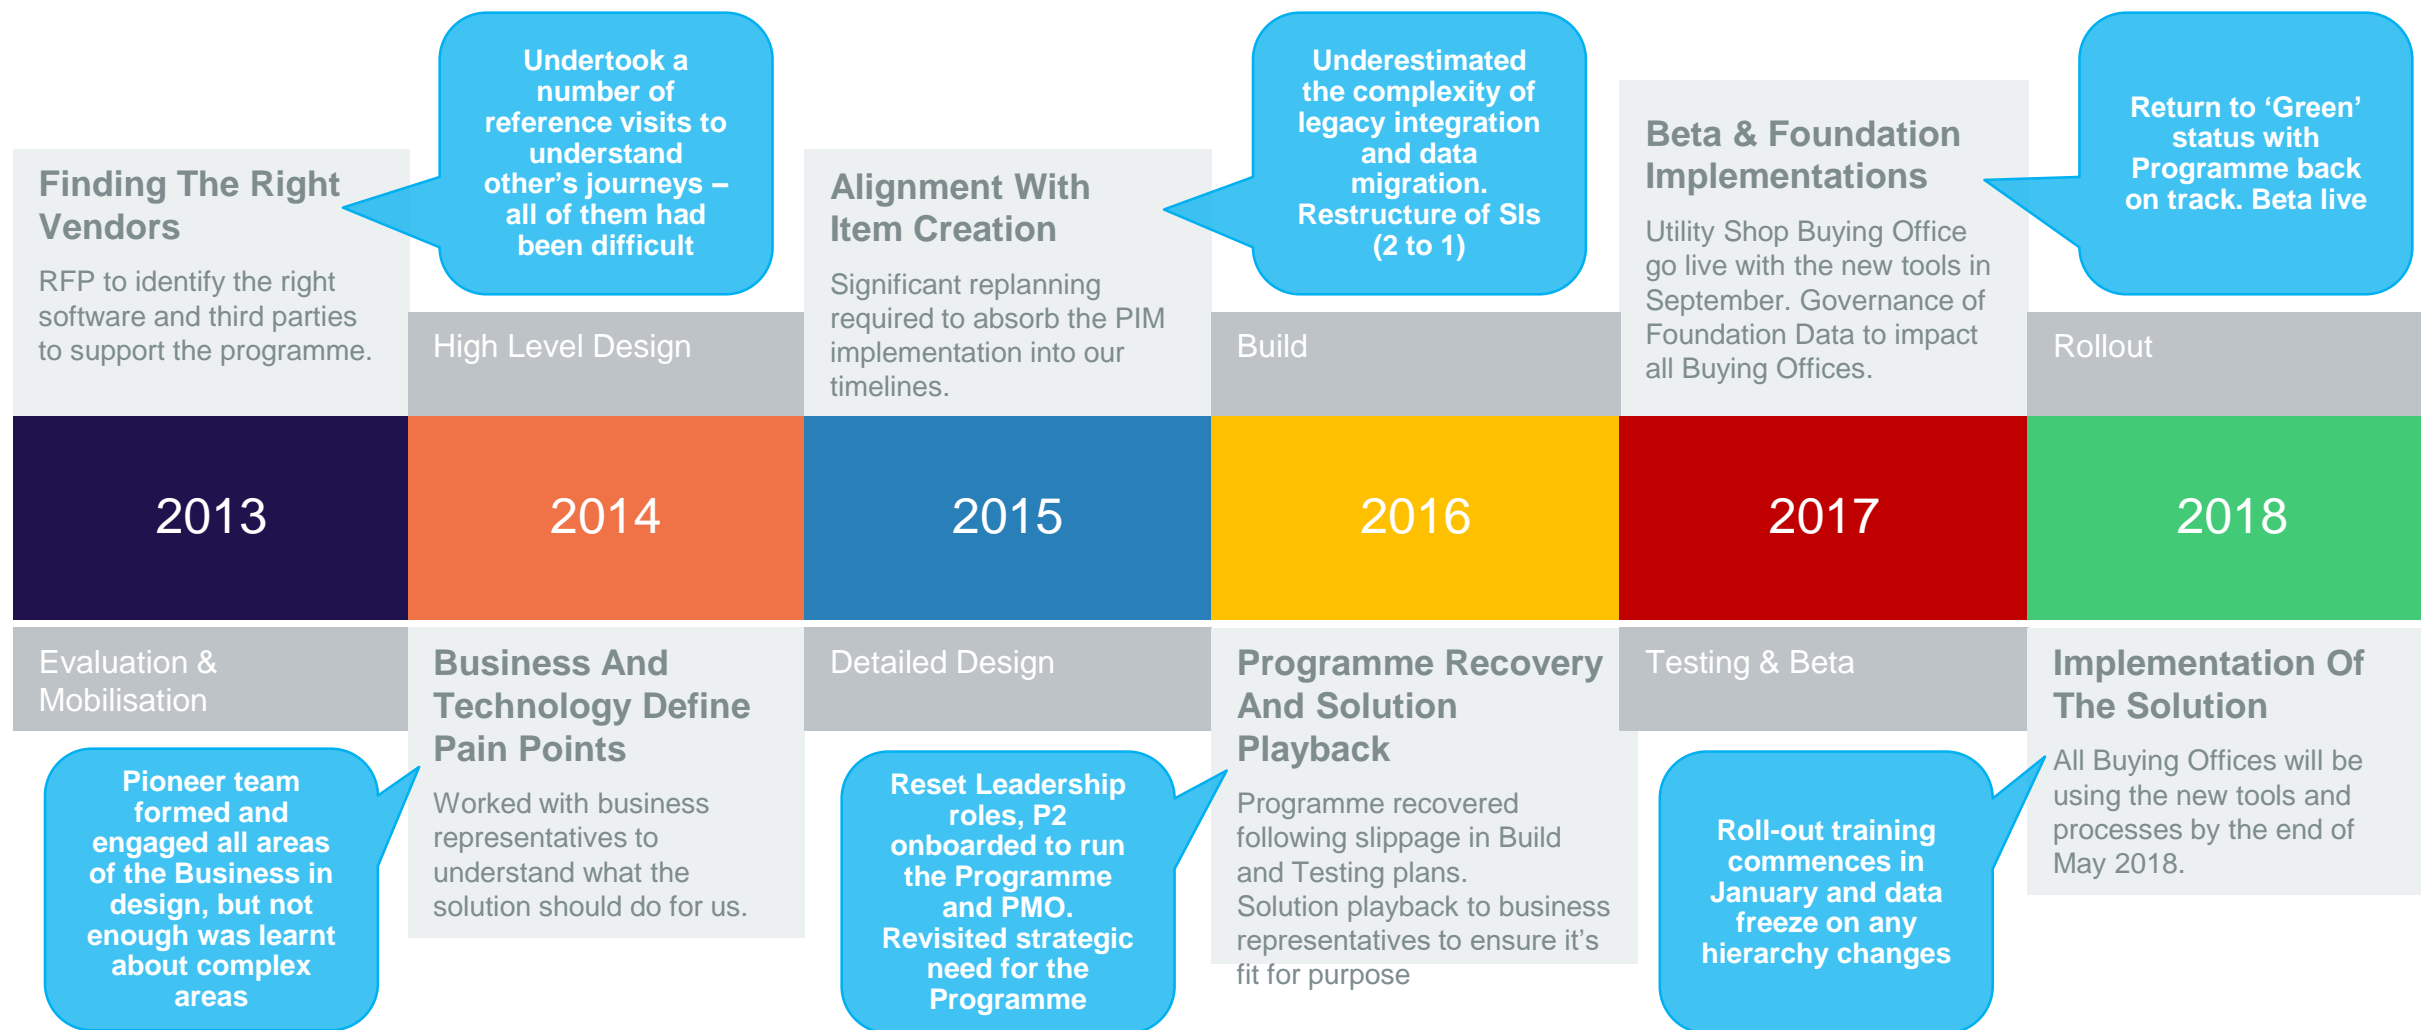 Finding The Right
Vendors
RFP to identify the right
software and third parties
to support the programme.
Undertook a
number of
reference visits to
understand
other’s journeys –
all of them had
been difficult
High Level Design
Alignment With
Item Creation
Significant replanning
required to absorb the PIM
implementation into our
timelines.
Underestimated
the complexity of
legacy integration
and data
migration.
Restructure of SIs
(2 to 1)
Build
Beta & Foundation
Implementations
Utility Shop Buying Office
go live with the new tools in
September. Governance of
Foundation Data to impact
all Buying Offices.
Return to ‘Green’
status with
Programme back
on track. Beta live
Rollout
2013
2014
2015
2016
2017
2018
Evaluation &
Mobilisation
Pioneer team
formed and
engaged all areas
of the Business in
design, but not
enough was learnt
about complex
areas
Business And
Technology Define
Pain Points
Worked with business
representatives to
understand what the
solution should do for us.
Detailed Design
Reset Leadership
roles, P2
onboarded to run
the Programme
and PMO.
Revisited strategic
need for the
Programme
Programme Recovery
And Solution
Playback
Programme recovered
following slippage in Build
and Testing plans.
Solution playback to business
representatives to ensure it’s
fit for purpose
Testing & Beta
Roll-out training
commences in
January and data
freeze on any
hierarchy changes
Implementation Of
The Solution
All Buying Offices will be
using the new tools and
processes by the end of
May 2018.